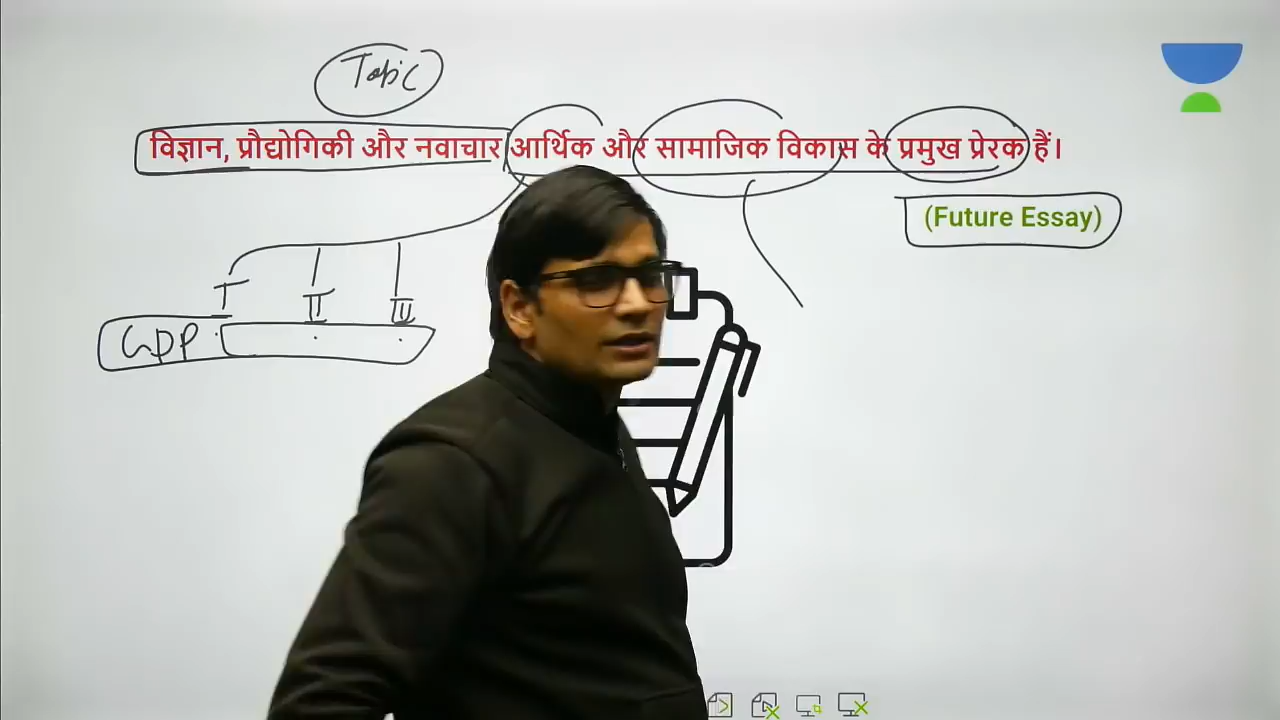 Topic
विज्ञान, प्रौद्योगिकी और नवाचार आर्थिक और सामाजिक विकास के प्रमुख प्रेरक हैं।
(Future Essay)
I II III
GDP